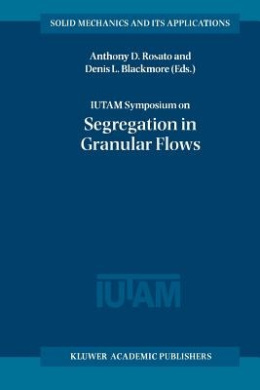 SOLID MECHANICS AND ITS APPLICATIONS
Anthony D. Rosato and
Denis L. Blackmore (Eds.)
IUTAM Symposium on
Segregation in
Granular Flows
IUTAM
KLUWER ACADEMIC PUBLISHERS